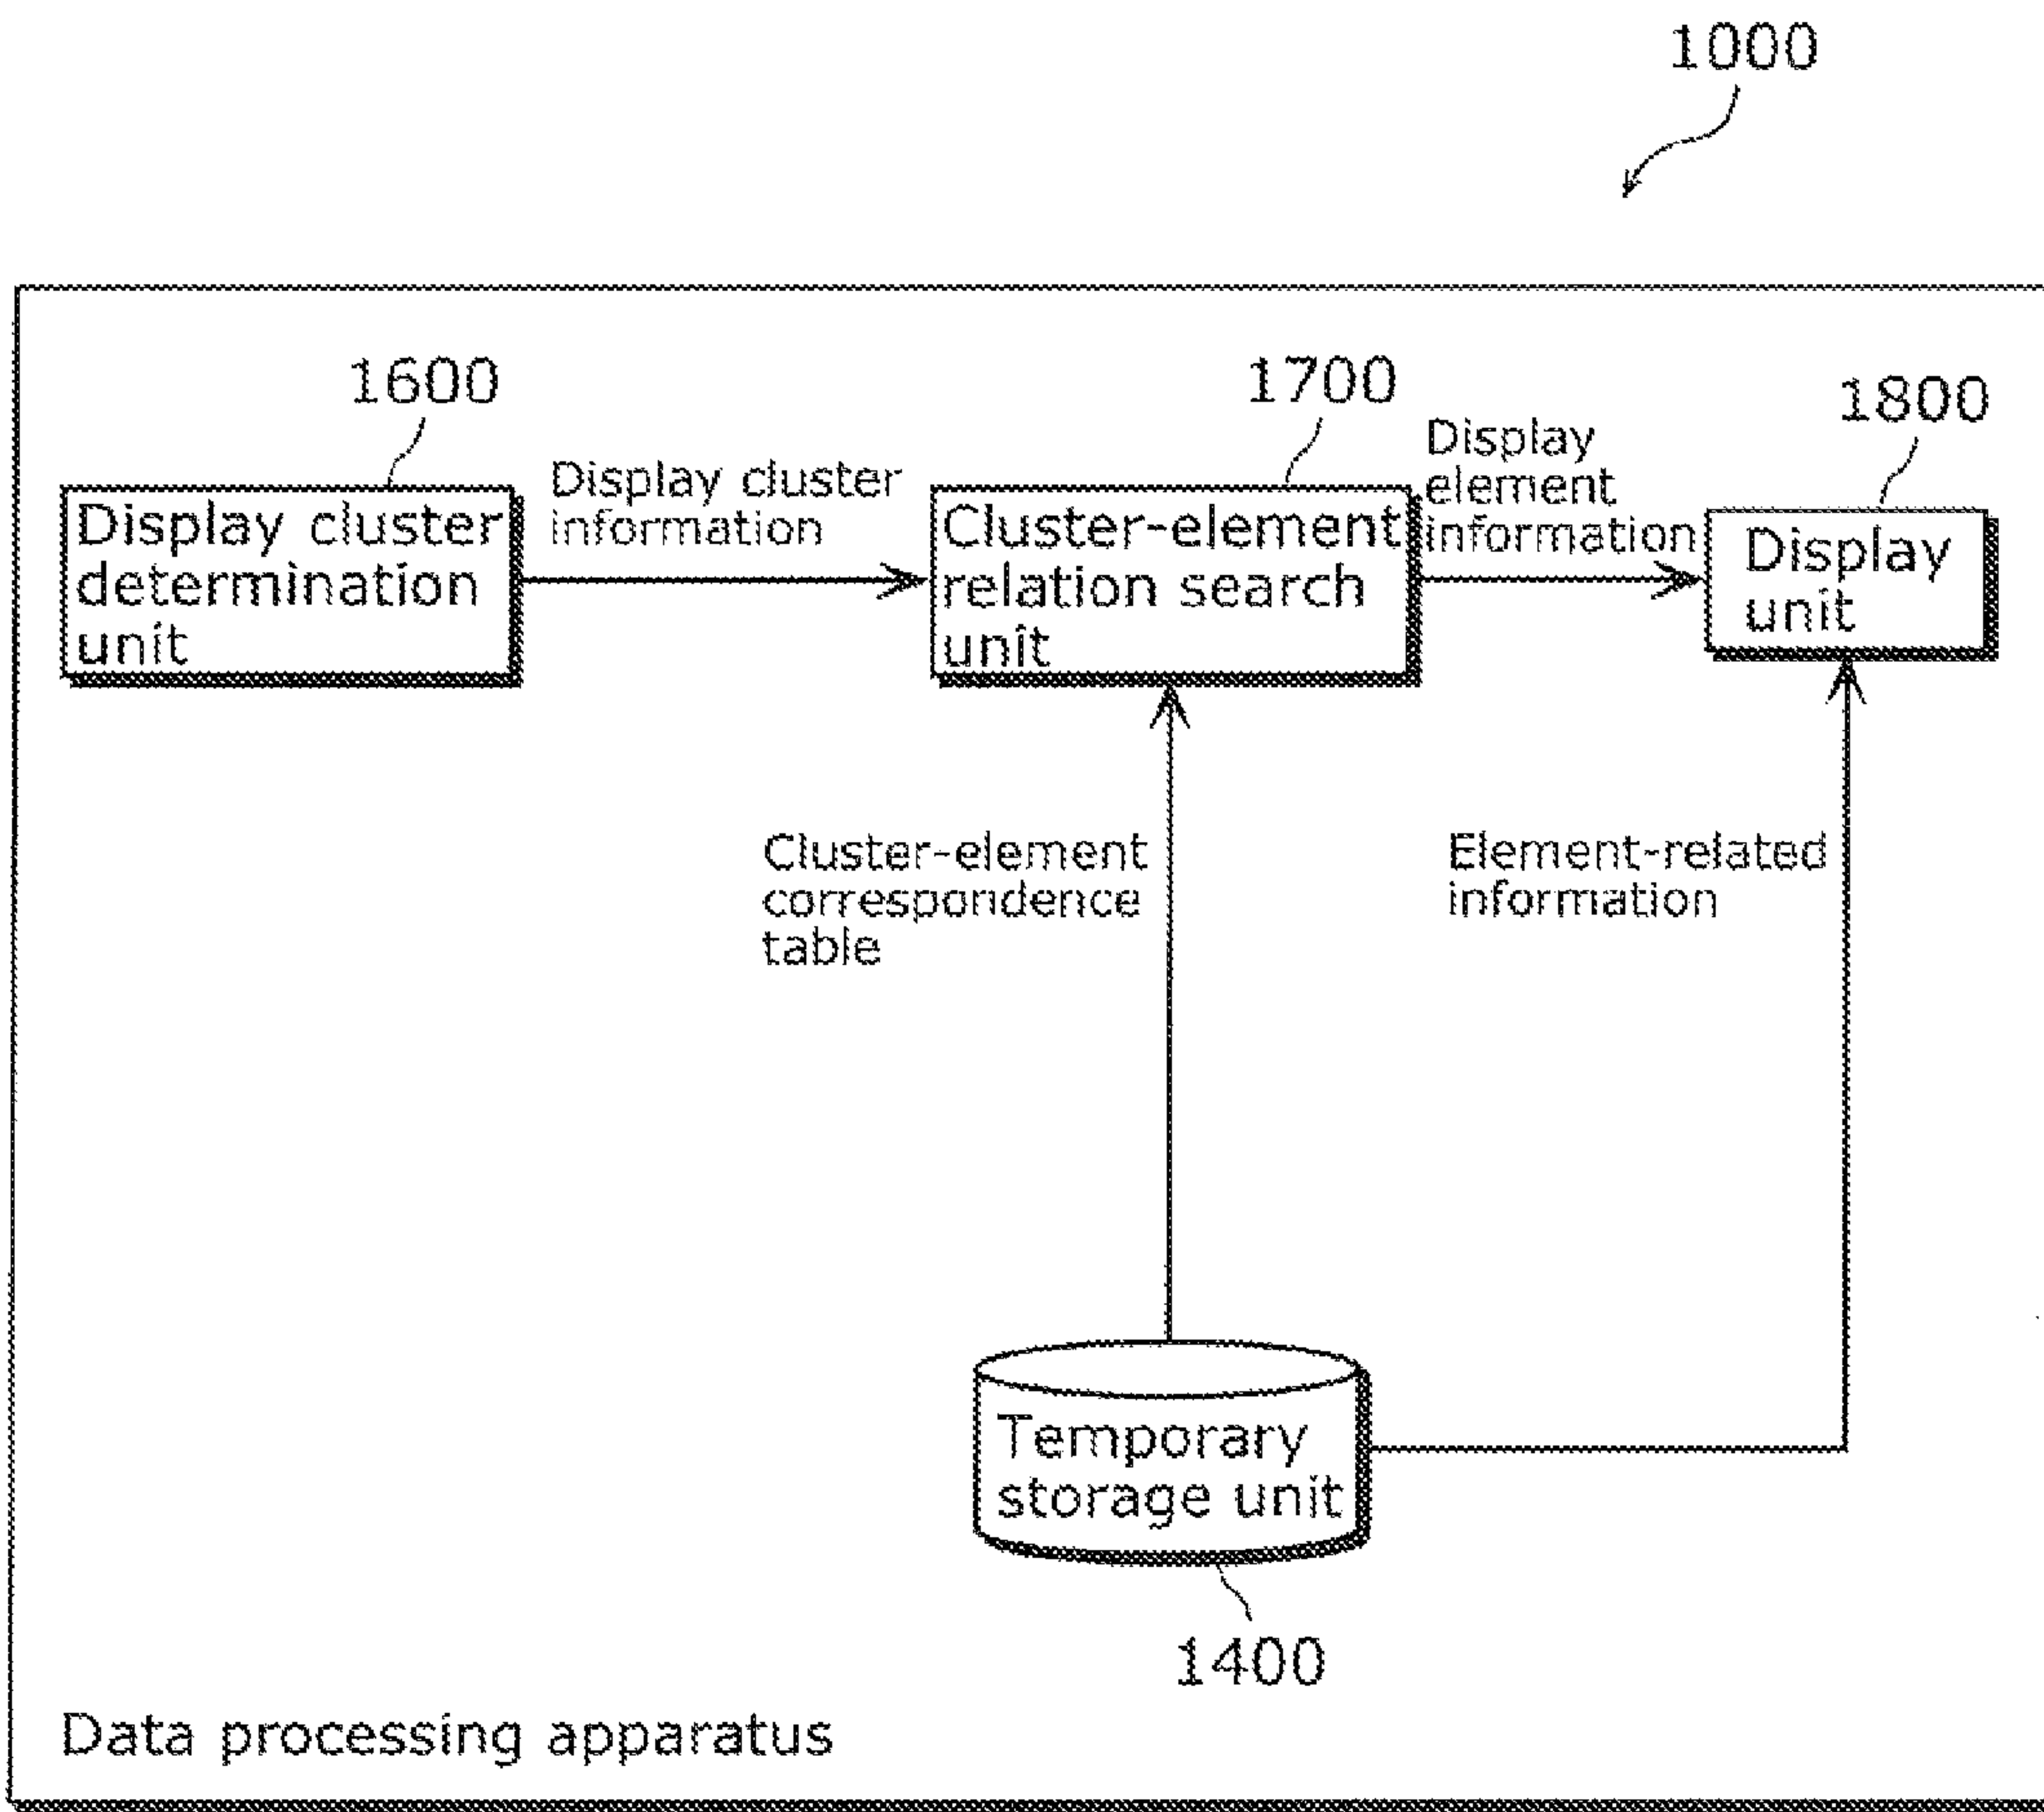 1000
1600
1700
1800
Display cluster
determination
unit
Display cluster
information
Cluster-element
relation search
unit
Display
element
information
Display
unit
Cluster-element
correspondence
table
Element-related
information
Temporary
storage unit
1400
Data processing apparatus